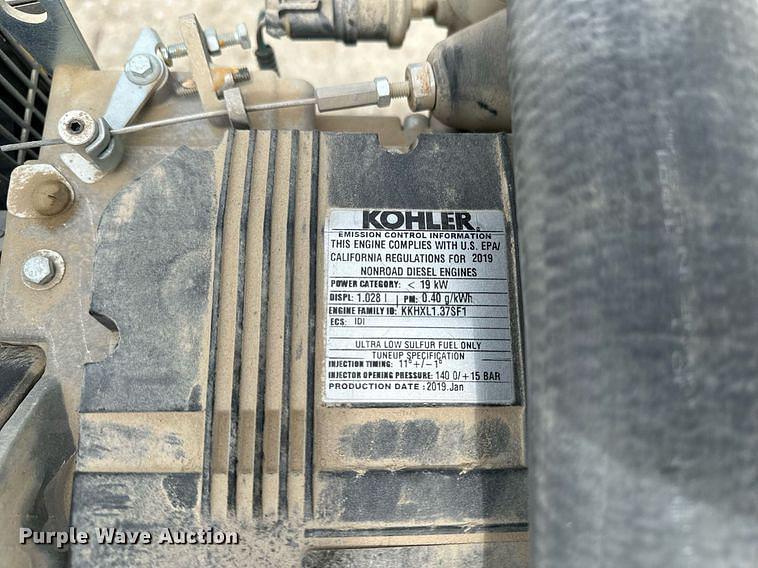 KOHLER.
EMISSION CONTROL INFORMATION
THIS ENGINE COMPLIES WITH U.S. EPA/
CALIFORNIA REGULATIONS FOR 2019
NONROAD DIESEL ENGINES
POWER CATEGORY: < 19 kW
DISPL: 1.028 l PM: 0.40 g/kWh
ENGINE FAMILY ID: KKHXL1.37SF1
ECS: IDI
ULTRA LOW SULFUR FUEL ONLY
TUNEUP SPECIFICATION
INJECTION TIMING: 11° +/- 1°
INJECTOR OPENING PRESSURE: 140 0/+15 BAR
PRODUCTION DATE: 2019.Jan
Purple Wave Auction